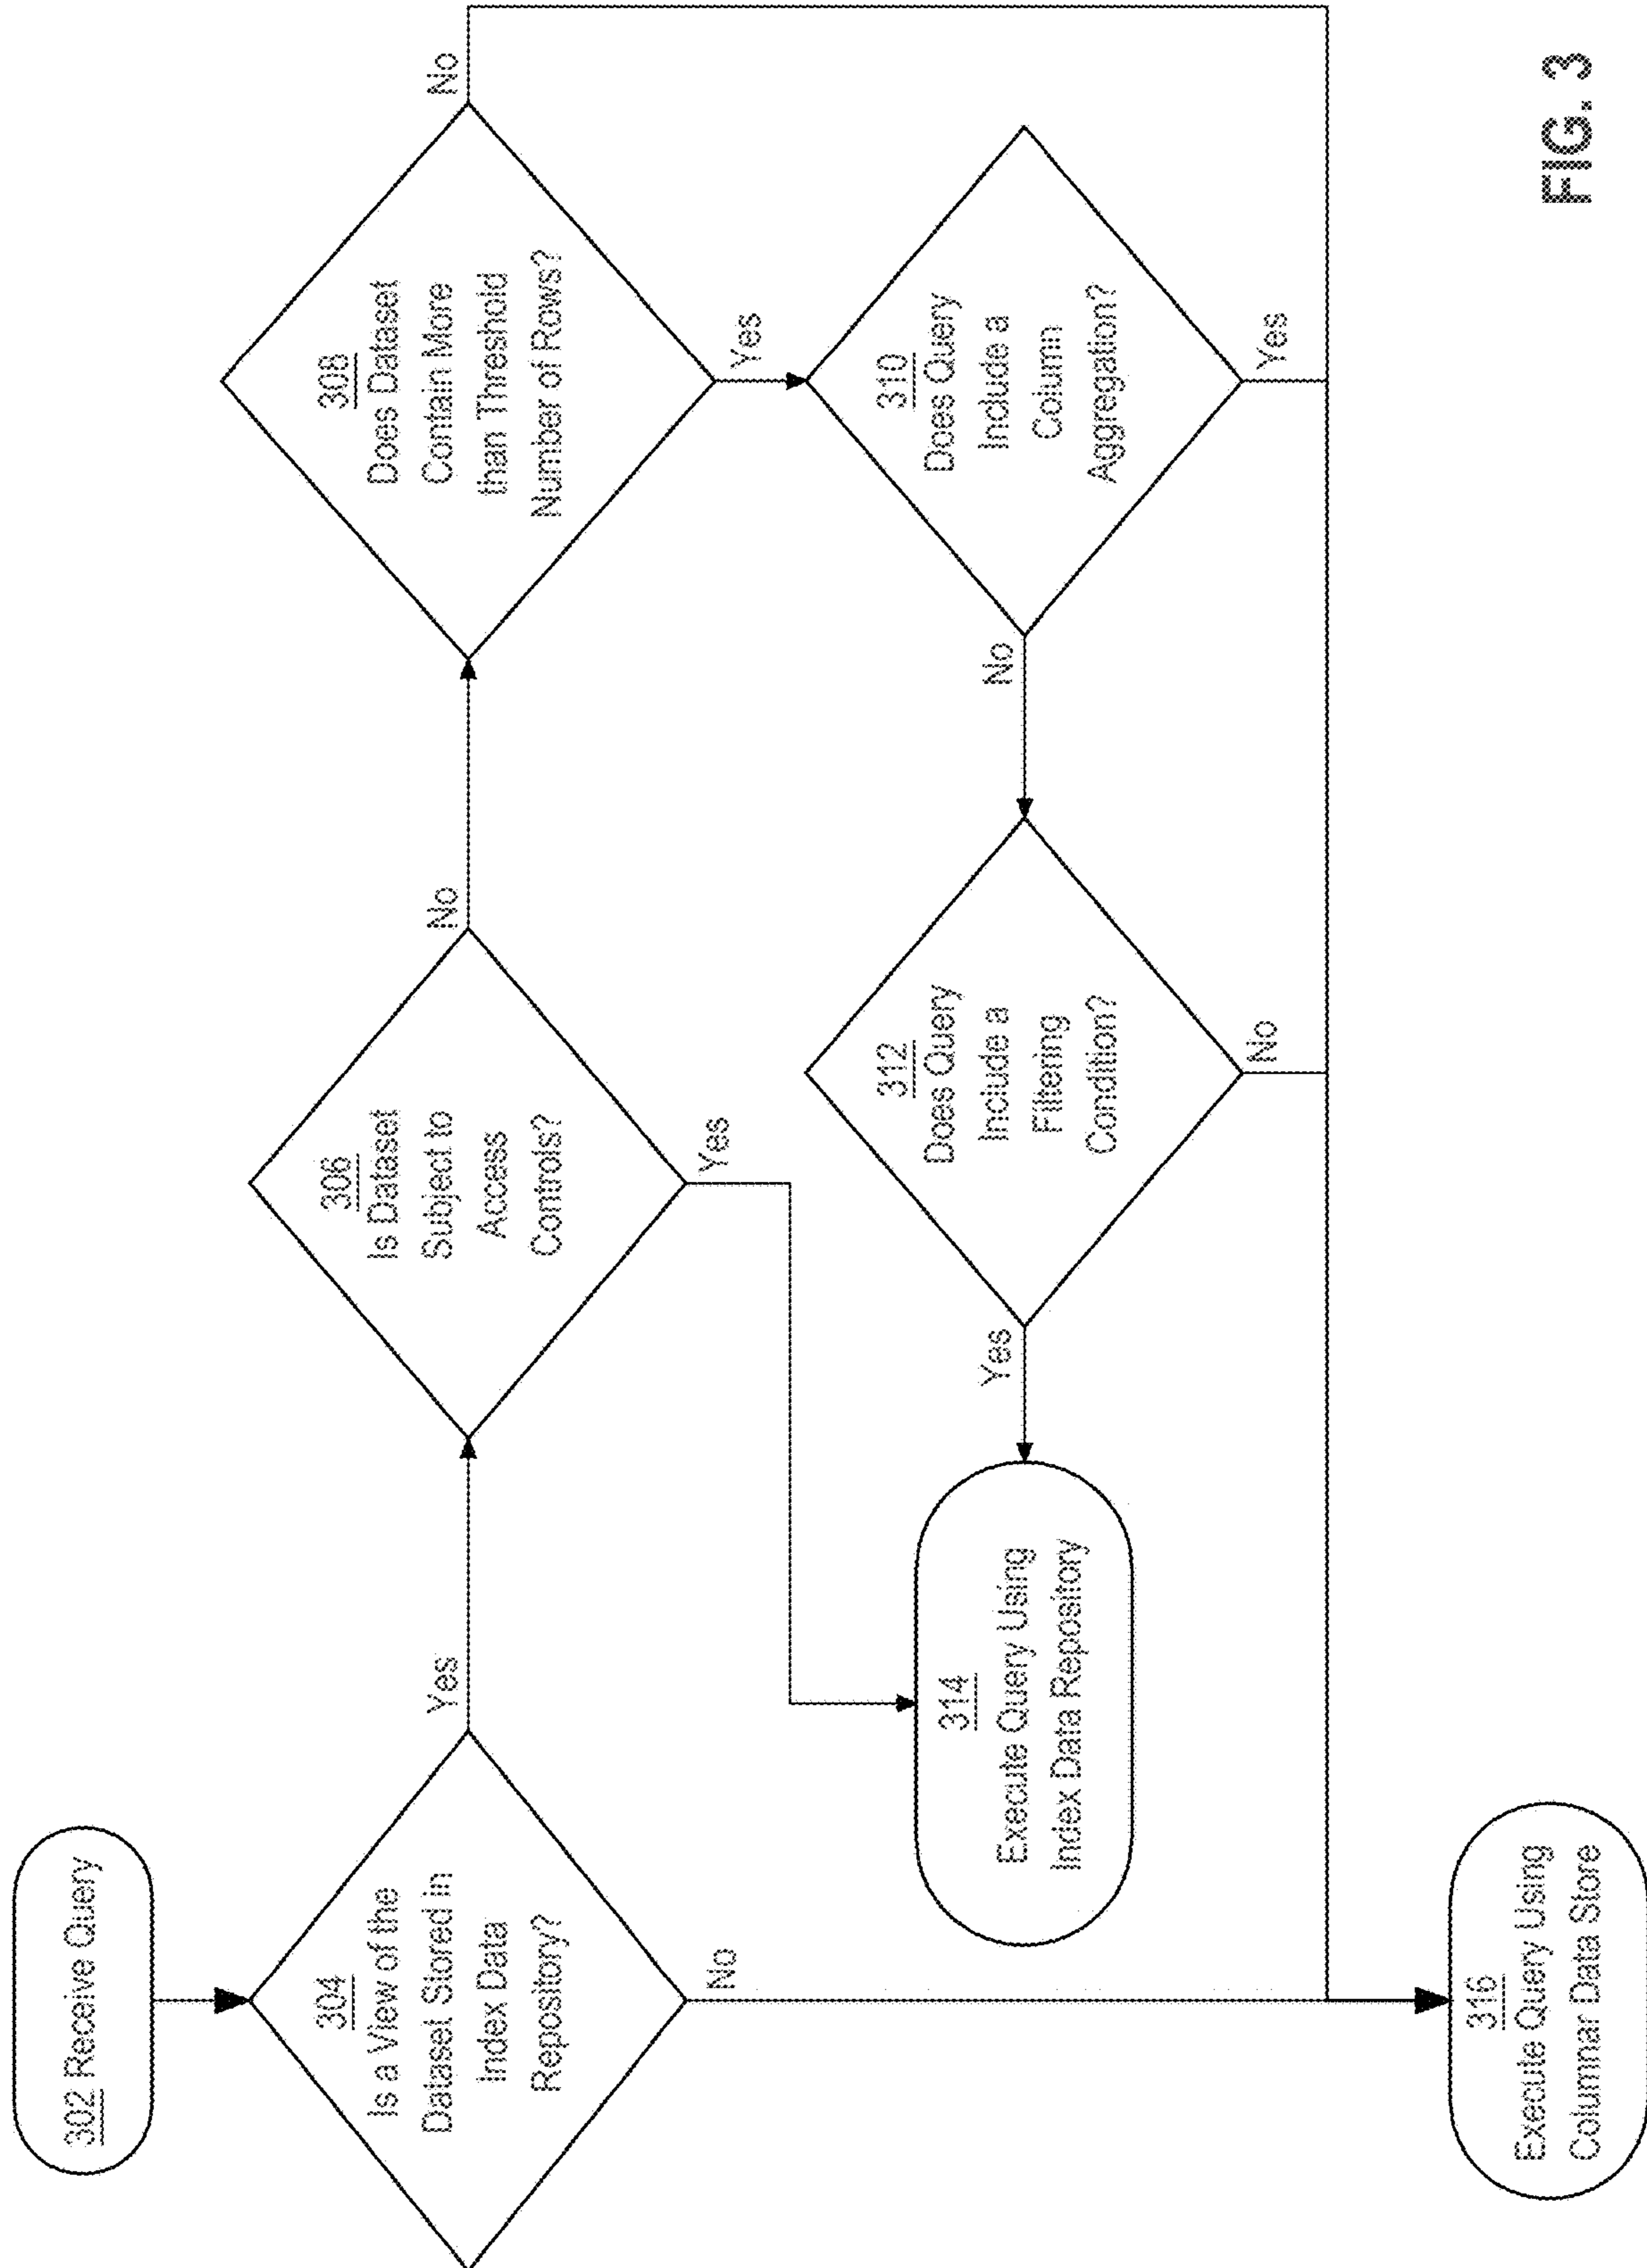 302 Receive Query
304
Is a View of the
Dataset Stored in
Index Data
Repository?
Yes
No
306
Is Dataset
Subject to
Access
Controls?
No
Yes
308
Does Dataset
Contain More
than Threshold
Number of Rows?
No
Yes
310
Does Query
Include a
Column
Aggregation?
No
Yes
312
Does Query
Include a
Filtering
Condition?
Yes
No
314
Execute Query Using
Index Data Repository
316
Execute Query Using
Columnar Data Store
FIG. 3